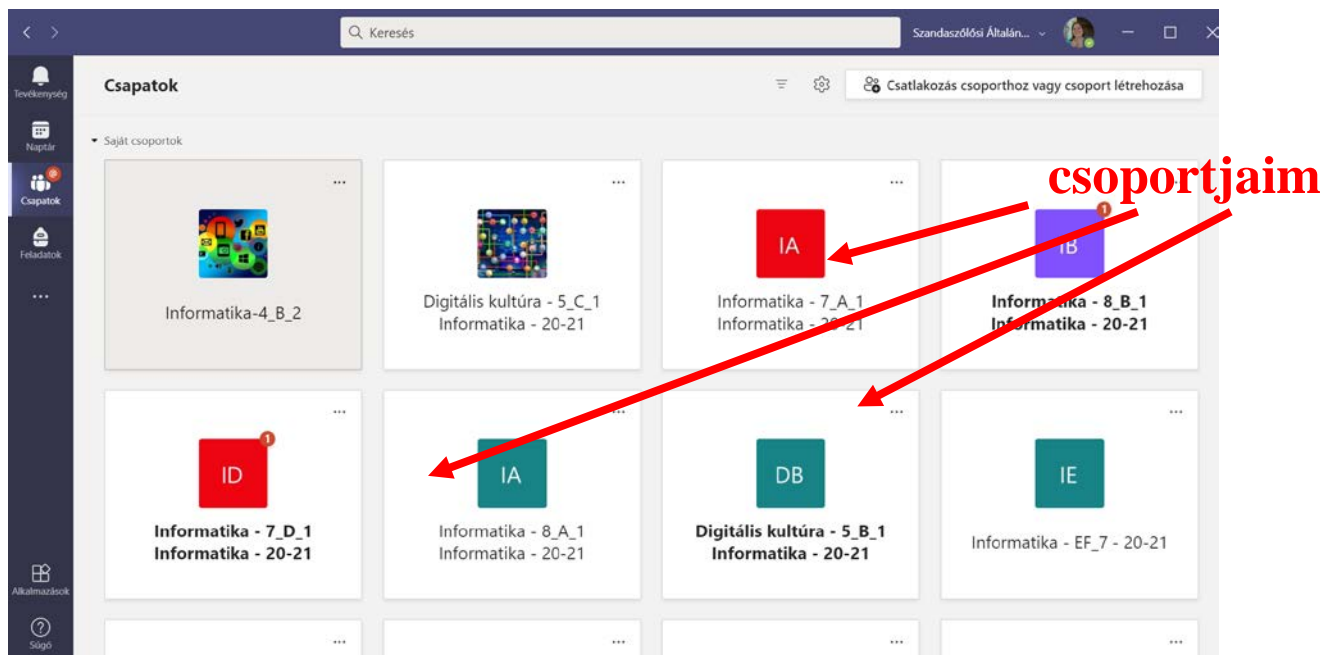 Keresés
Szandaszőlősi Általán...
Tevékenység
Naptár
Csapatok
Feladatok
...
Alkalmazások
Súgó
Csapatok
Csatlakozás csoporthoz vagy csoport létrehozása
Saját csoportok
csoportjaim
Informatika-4_B_2
Digitális kultúra - 5_C_1
Informatika - 20-21
IA
Informatika - 7_A_1
Informatika - 20-21
1
IB
Informatika - 8_B_1
Informatika - 20-21
1
ID
Informatika - 7_D_1
Informatika - 20-21
IA
Informatika - 8_A_1
Informatika - 20-21
DB
Digitális kultúra - 5_B_1
Informatika - 20-21
IE
Informatika - EF_7 - 20-21